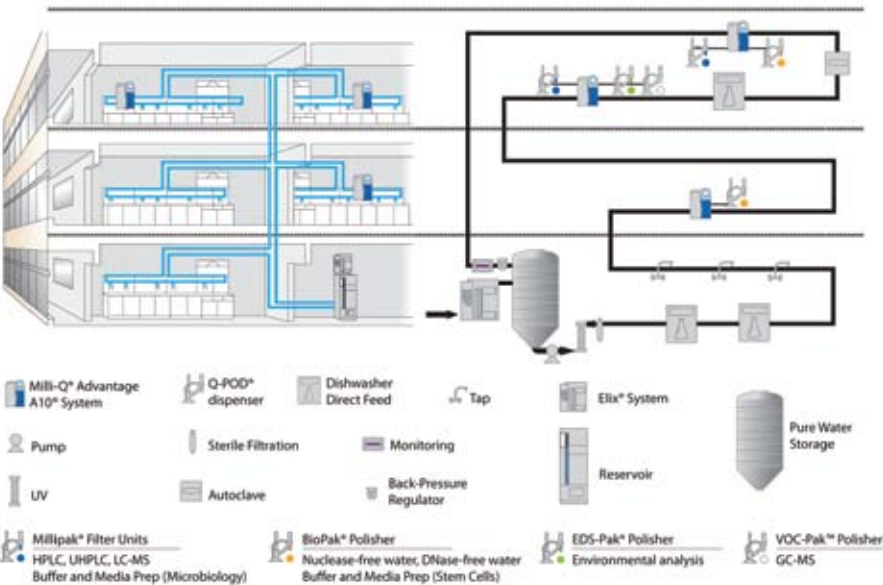 Milli-Q® Advantage
A10® System
Q-POD®
dispenser
Dishwasher
Direct Feed
Tap
Elix® System
Pure Water
Storage
Pump
Sterile Filtration
Monitoring
Reservoir
UV
Autoclave
Back-Pressure
Regulator
Millipak® Filter Units
HPLC, UHPLC, LC-MS
Buffer and Media Prep (Microbiology)
BioPak® Polisher
Nuclease-free water, DNase-free water
Buffer and Media Prep (Stem Cells)
EDS-Pak® Polisher
Environmental analysis
VOC-Pak™ Polisher
GC-MS